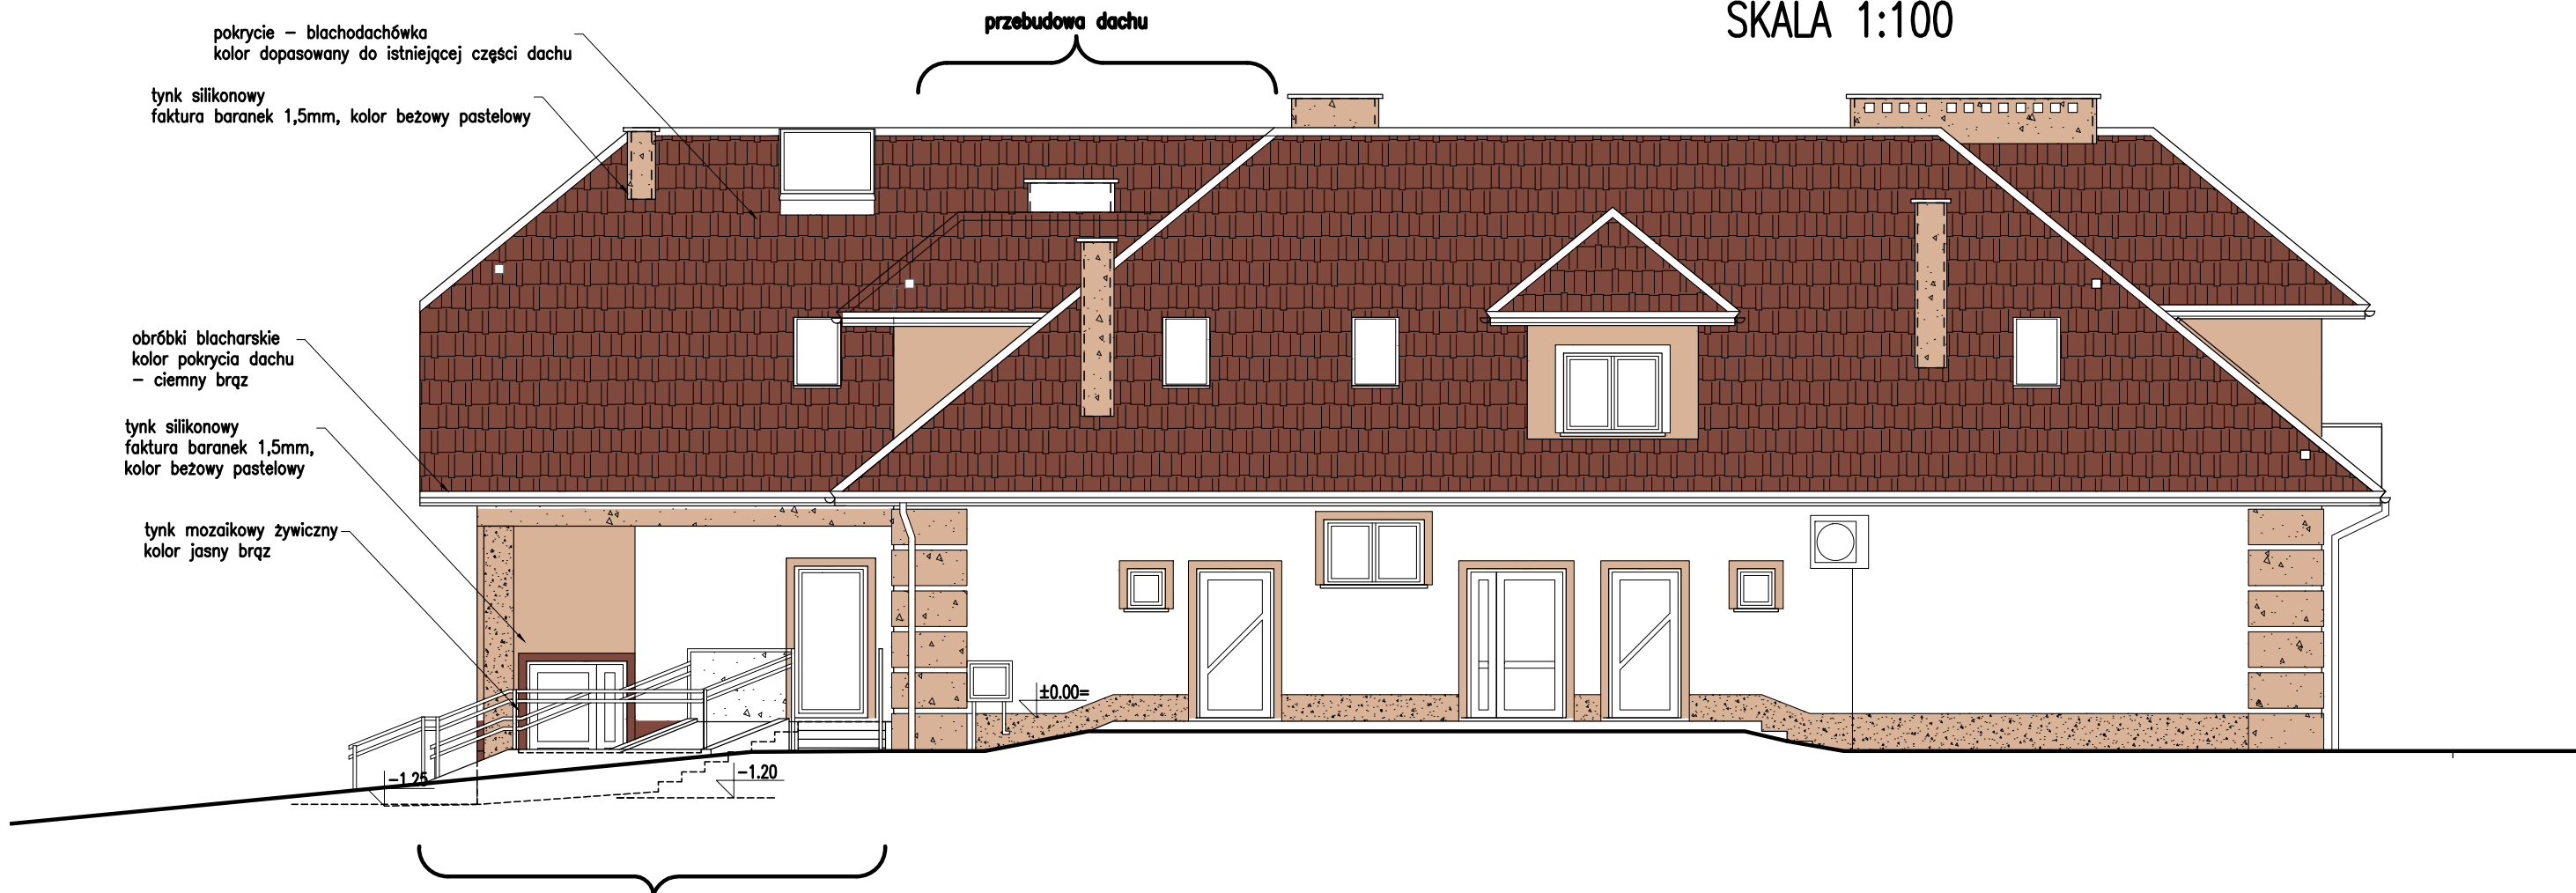 SKALA 1:100
przebudowa dachu
pokrycie – blachodachówka
kolor dopasowany do istniejącej części dachu
tynk silikonowy
faktura baranek 1,5mm, kolor beżowy pastelowy
obróbki blacharskie
kolor pokrycia dachu
– ciemny brąz
tynk silikonowy
faktura baranek 1,5mm,
kolor beżowy pastelowy
tynk mozaikowy żywiczny
kolor jasny brąz
±0.00=
-1.25
-1.20